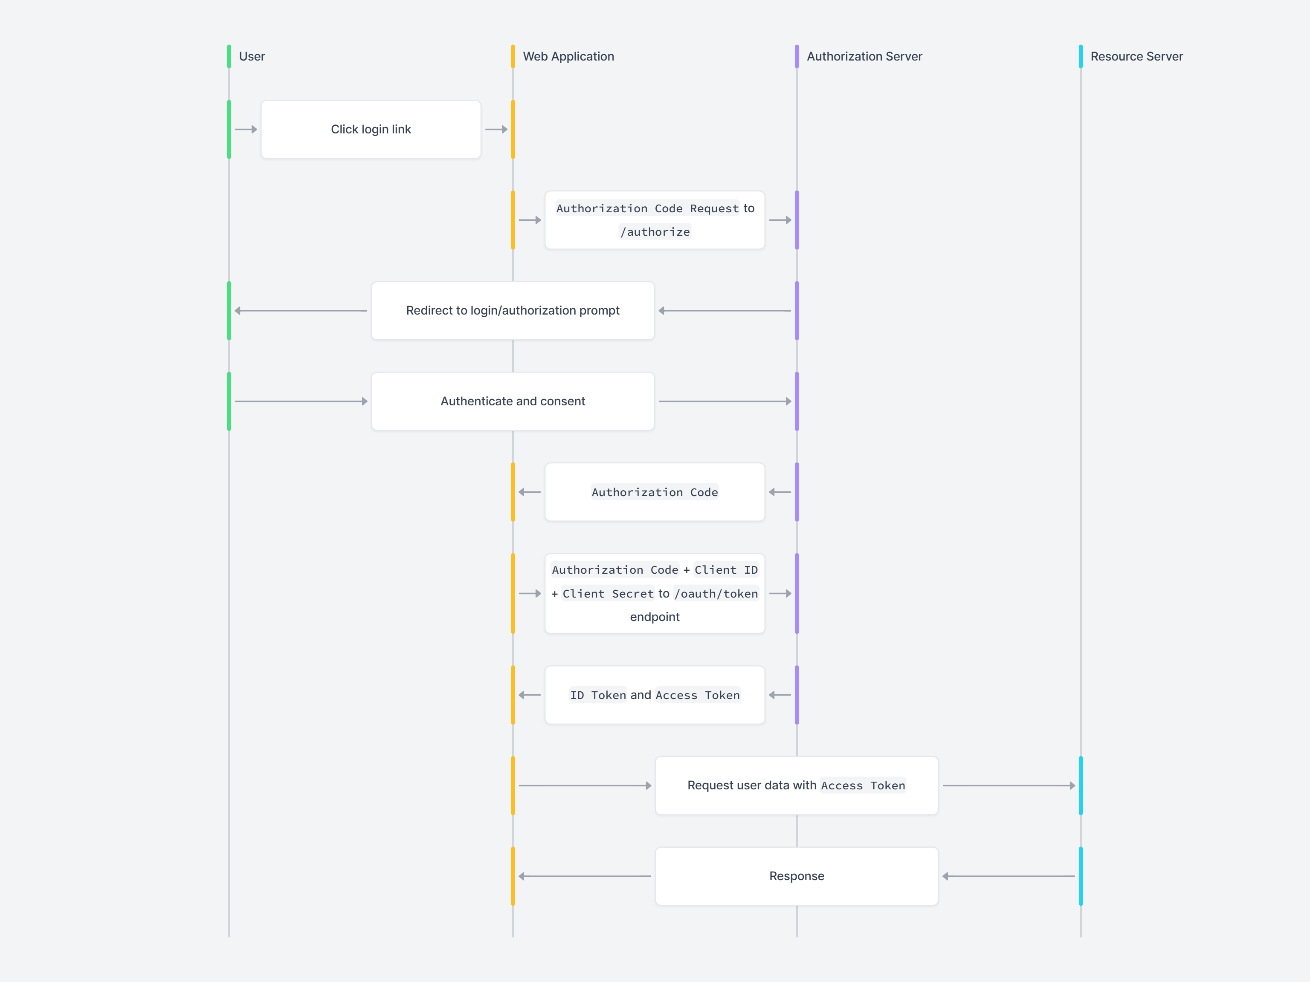 User
Web Application
Authorization Server
Resource Server
Click login link
Authorization Code Request to
/authorize
Redirect to login/authorization prompt
Authenticate and consent
Authorization Code
Authorization Code + Client ID
+ Client Secret to /oauth/token
endpoint
ID Token and Access Token
Request user data with Access Token
Response